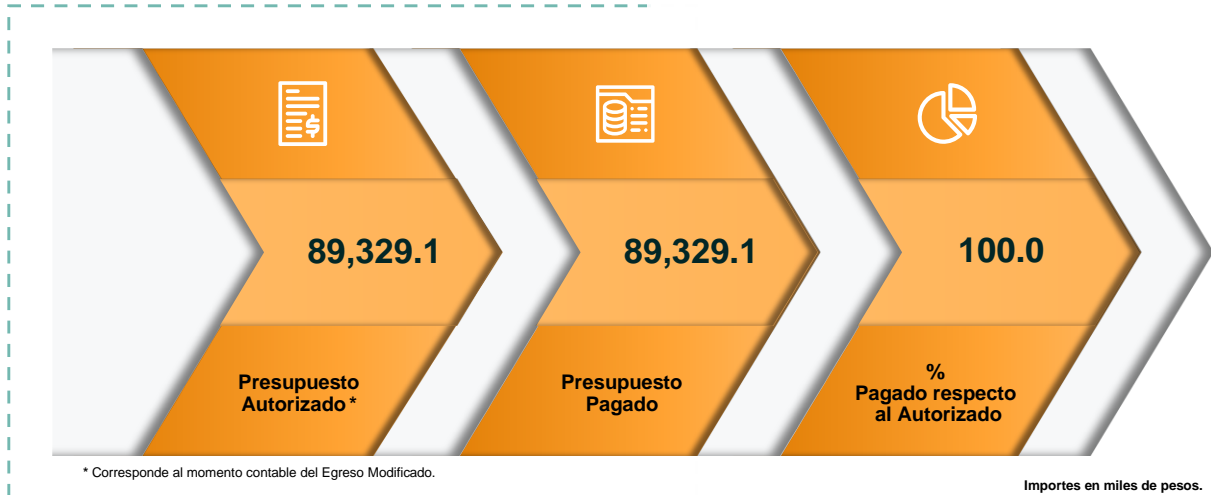 89,329.1
89,329.1
100.0
Presupuesto
Autorizado *
Presupuesto
Pagado
%
Pagado respecto
al Autorizado
* Corresponde al momento contable del Egreso Modificado.
Importes en miles de pesos.